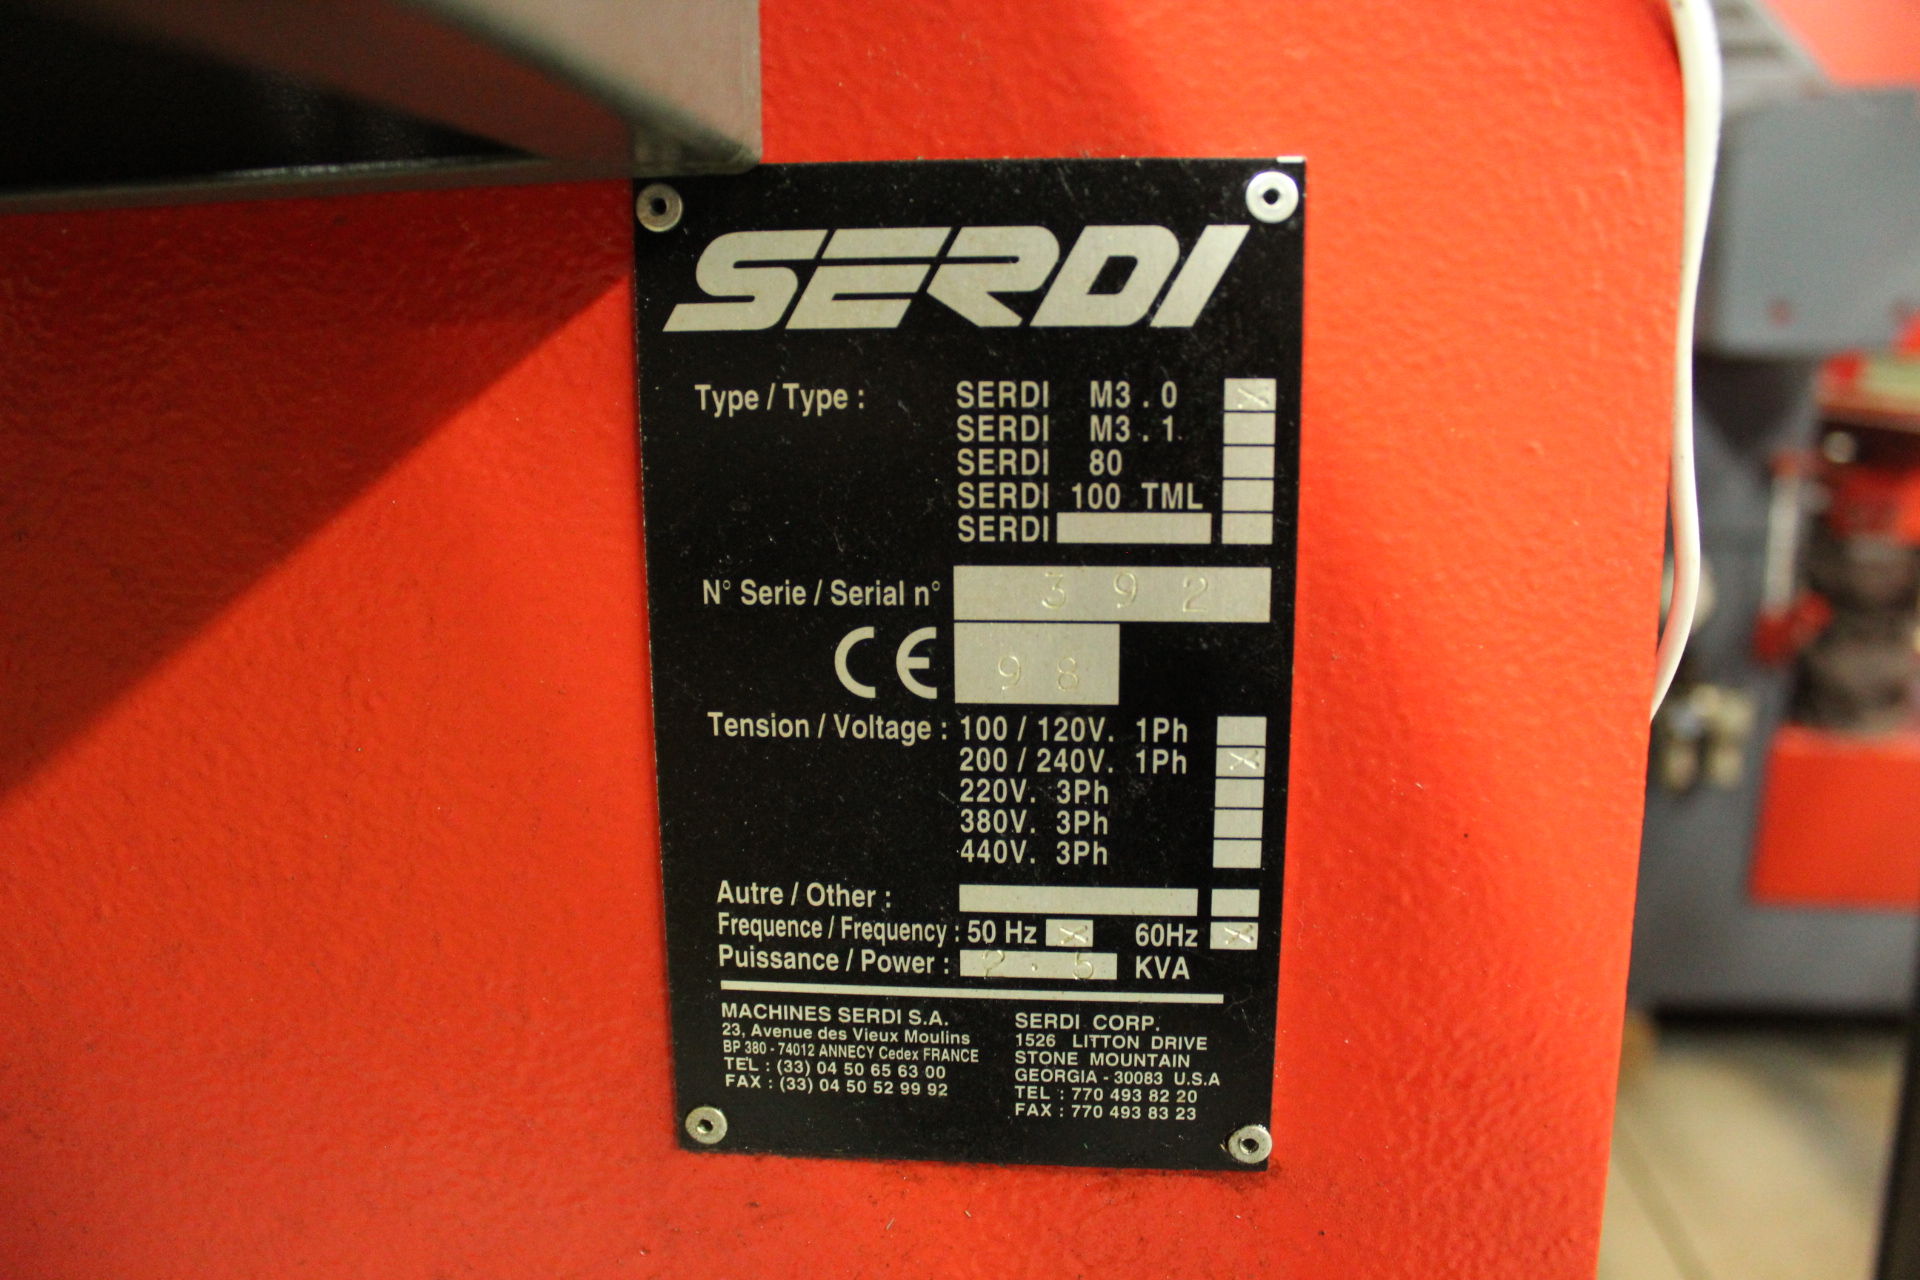 SERDI
Type / Type : SERDI M3.0 X
SERDI M3.1
SERDI 80
SERDI 100 TML
SERDI
N° Serie / Serial n° 392
CE 98
Tension / Voltage : 100 / 120V. 1Ph
200 / 240V. 1Ph X
220V. 3Ph
380V. 3Ph
440V. 3Ph
Autre / Other :
Frequence / Frequency : 50 Hz X 60Hz X
Puissance / Power : 2.5 KVA
MACHINES SERDI S.A.
23, Avenue des Vieux Moulins
BP 380 - 74012 ANNECY Cedex FRANCE
TEL : (33) 04 50 65 63 00
FAX : (33) 04 50 52 99 92
SERDI CORP.
1526 LITTON DRIVE
STONE MOUNTAIN
GEORGIA - 30083 U.S.A
TEL : 770 493 82 20
FAX : 770 493 83 23